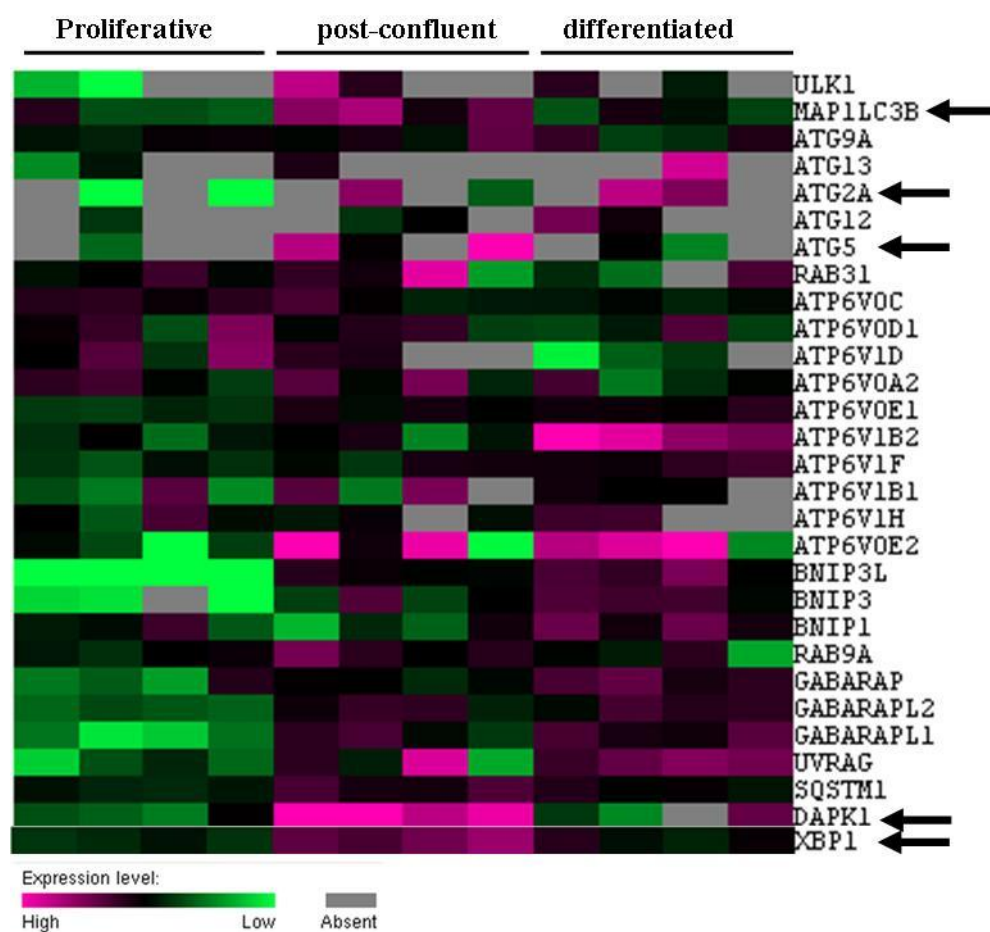 Proliferative post-confluent differentiated
ULK1
MAP1LC3B
ATG9A
ATG13
ATG2A
ATG12
ATG5
RAB31
ATP6V0C
ATP6V0D1
ATP6V1D
ATP6V0A2
ATP6V0E1
ATP6V1B2
ATP6V1F
ATP6V1B1
ATP6V1H
ATP6V0E2
BNIP3L
BNIP3
BNIP1
RAB9A
GABARAP
GABARAPL2
GABARAPL1
UVRAG
SQSTM1
DAPK1
XBP1
Expression level:
High Low Absent